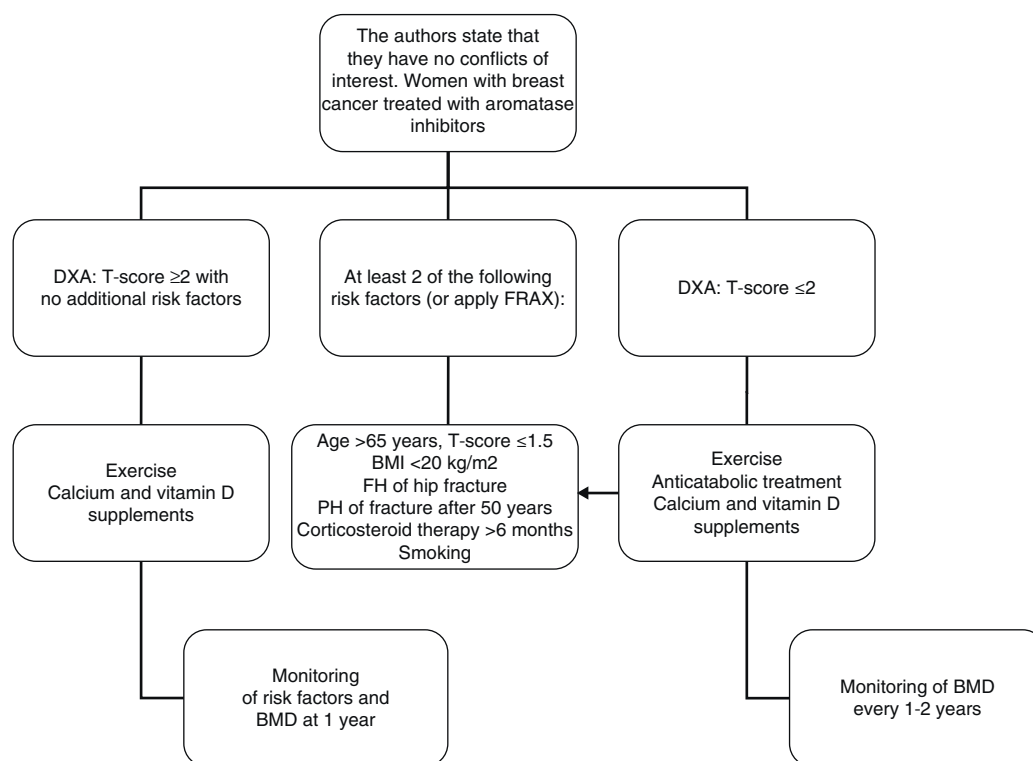 The authors state that
they have no conflicts of
interest. Women with breast
cancer treated with aromatase
inhibitors
DXA: T-score ≥2 with
no additional risk factors
At least 2 of the following
risk factors (or apply FRAX):
DXA: T-score ≤2
Exercise
Calcium and vitamin D
supplements
Age >65 years, T-score ≤1.5
BMI <20 kg/m2
FH of hip fracture
PH of fracture after 50 years
Corticosteroid therapy >6 months
Smoking
Exercise
Anticatabolic treatment
Calcium and vitamin D
supplements
Monitoring
of risk factors and
BMD at 1 year
Monitoring of BMD
every 1-2 years